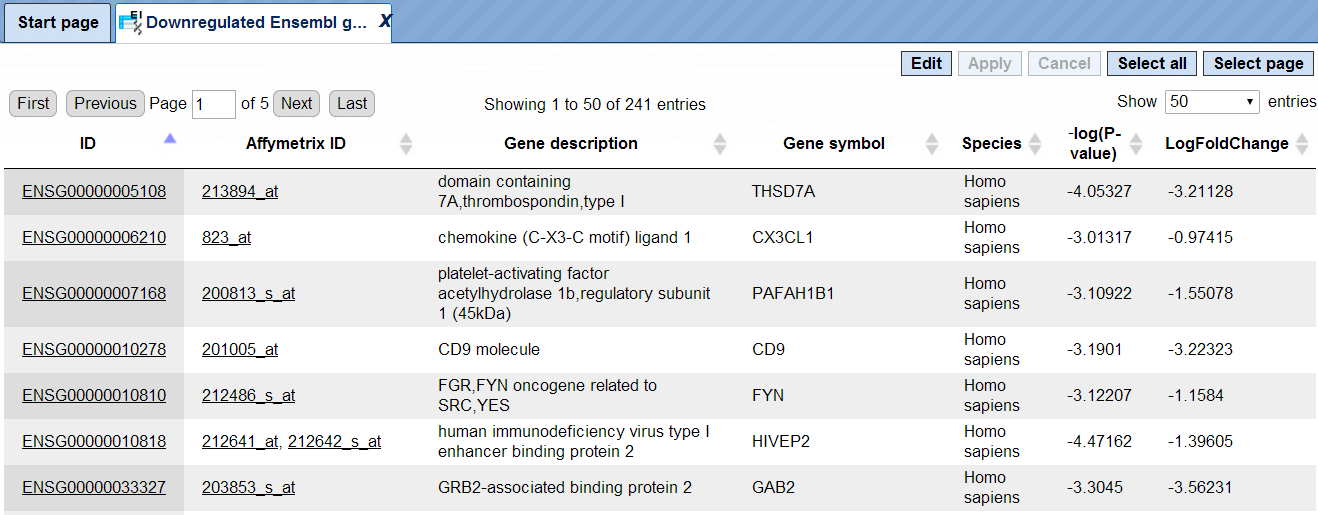 Start page
Downregulated Ensembl g... X
Edit Apply Cancel Select all Select page
First Previous Page 1 of 5 Next Last Showing 1 to 50 of 241 entries Show 50 entries
ID Affymetrix ID Gene description Gene symbol Species -log(P-
value) LogFoldChange
ENSG00000005108 213894_at domain containing
7A,thrombospondin,type I THSD7A Homo
sapiens -4.05327 -3.21128
ENSG00000006210 823_at chemokine (C-X3-C motif) ligand 1 CX3CL1 Homo
sapiens -3.01317 -0.97415
ENSG00000007168 200813_s_at platelet-activating factor
acetylhydrolase 1b,regulatory subunit
1 (45kDa) PAFAH1B1 Homo
sapiens -3.10922 -1.55078
ENSG00000010278 201005_at CD9 molecule CD9 Homo
sapiens -3.1901 -3.22323
ENSG00000010810 212486_s_at FGR,FYN oncogene related to
SRC,YES FYN Homo
sapiens -3.12207 -1.1584
ENSG00000010818 212641_at, 212642_s_at human immunodeficiency virus type I
enhancer binding protein 2 HIVEP2 Homo
sapiens -4.47162 -1.39605
ENSG00000033327 203853_s_at GRB2-associated binding protein 2 GAB2 Homo
sapiens -3.3045 -3.56231